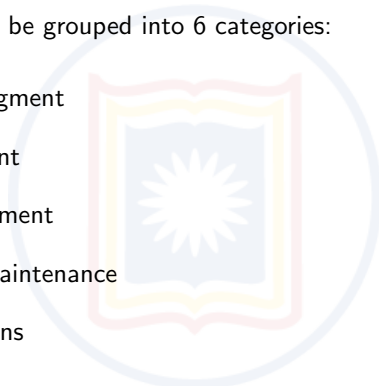 be grouped into 6 categories:
gment
nt
ment
aintenance
ns